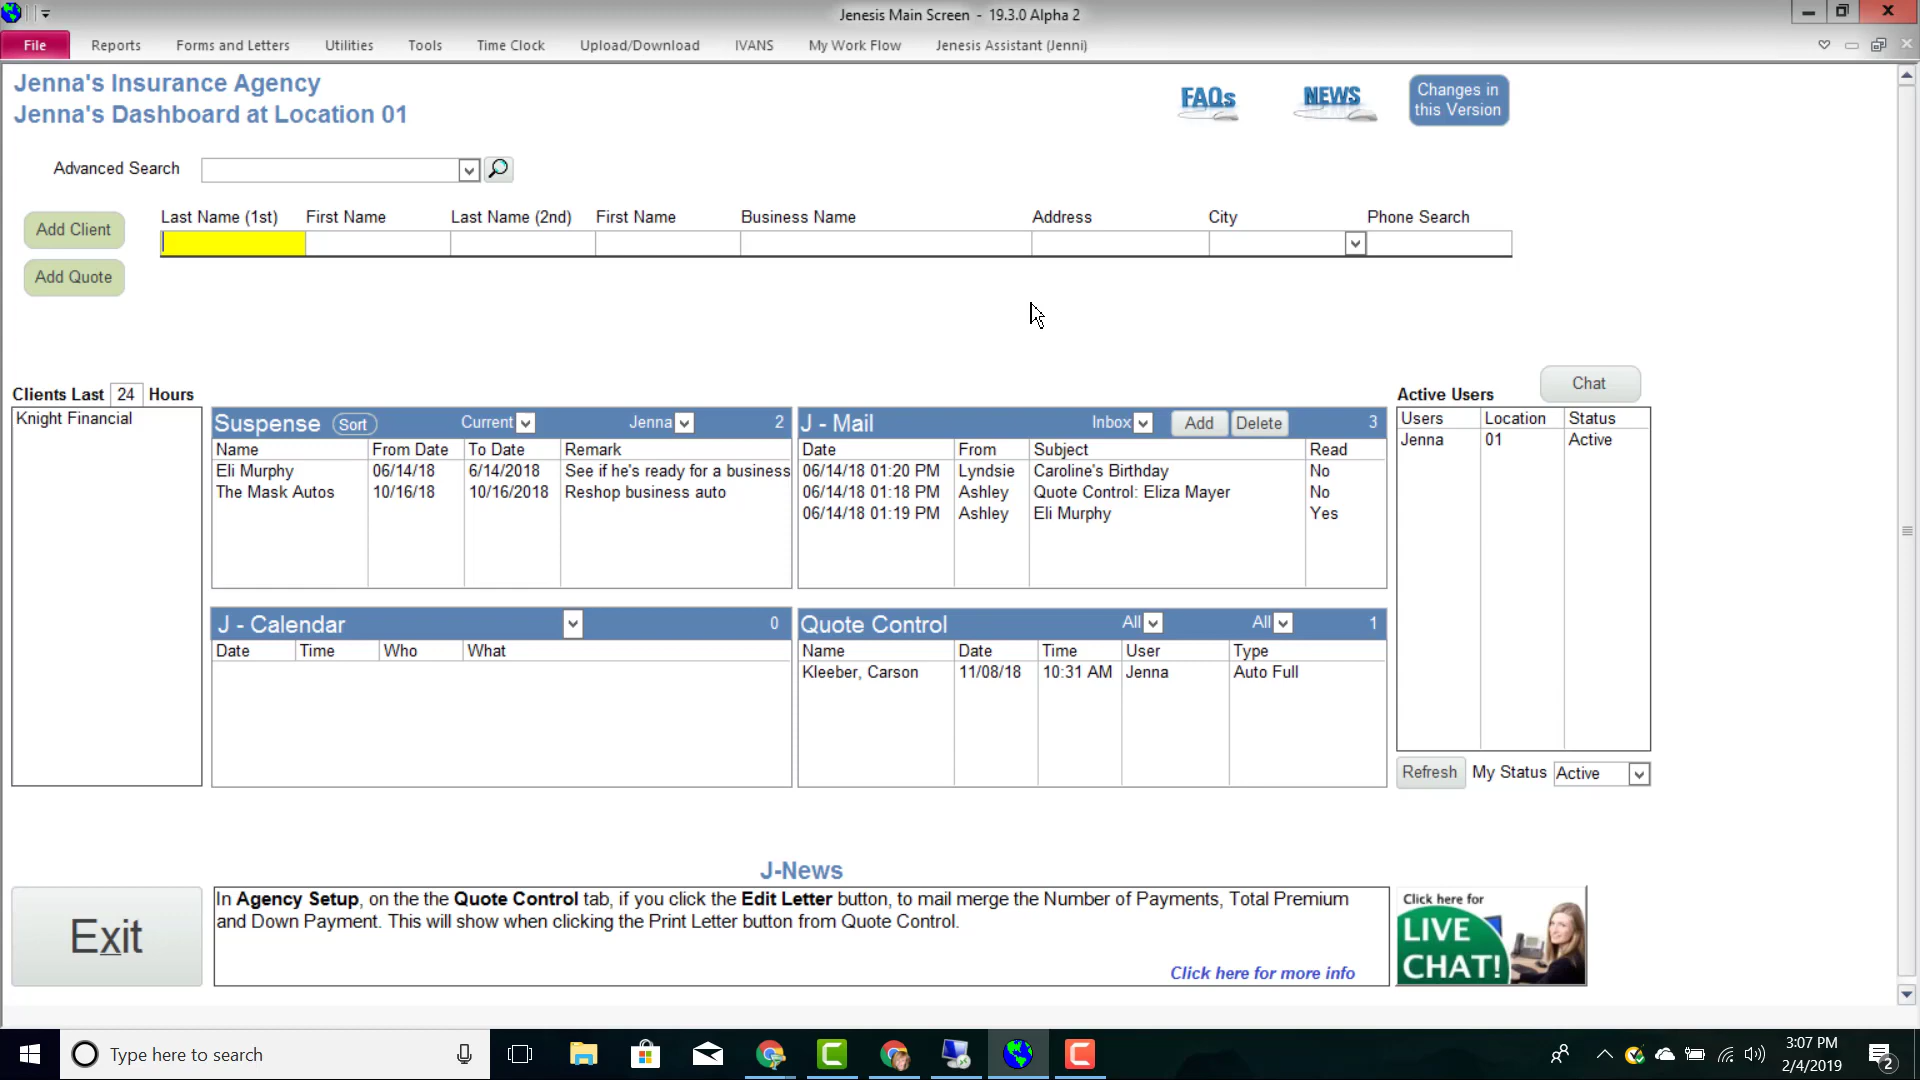 Jenesis Main Screen - 19.3.0 Alpha 2
File Reports Forms and Letters Utilities Tools Time Clock Upload/Download IVANS My Work Flow Jenesis Assistant (Jenni)
Jenna's Insurance Agency
Jenna's Dashboard at Location 01
FAQs NEWS Changes in
this Version
Advanced Search
Last Name (1st) First Name Last Name (2nd) First Name Business Name Address City Phone Search
Add Client
Add Quote
Clients Last 24 Hours
Knight Financial
Suspense Sort Current Jenna 2
Name From Date To Date Remark
Eli Murphy 06/14/18 6/14/2018 See if he's ready for a business
The Mask Autos 10/16/18 10/16/2018 Reshop business auto
J - Mail Inbox Add Delete 3
Date From Subject Read
06/14/18 01:20 PM Lyndsie Caroline's Birthday No
06/14/18 01:18 PM Ashley Quote Control: Eliza Mayer No
06/14/18 01:19 PM Ashley Eli Murphy Yes
Active Users Chat
Users Location Status
Jenna 01 Active
J - Calendar 0
Date Time Who What
Quote Control All All 1
Name Date Time User Type
Kleeber, Carson 11/08/18 10:31 AM Jenna Auto Full
Refresh My Status Active
J-News
Exit
In Agency Setup, on the the Quote Control tab, if you click the Edit Letter button, to mail merge the Number of Payments, Total Premium
and Down Payment. This will show when clicking the Print Letter button from Quote Control.
Click here for more info
Click here for
LIVE
CHAT!
Type here to search
3:07 PM
2/4/2019
2